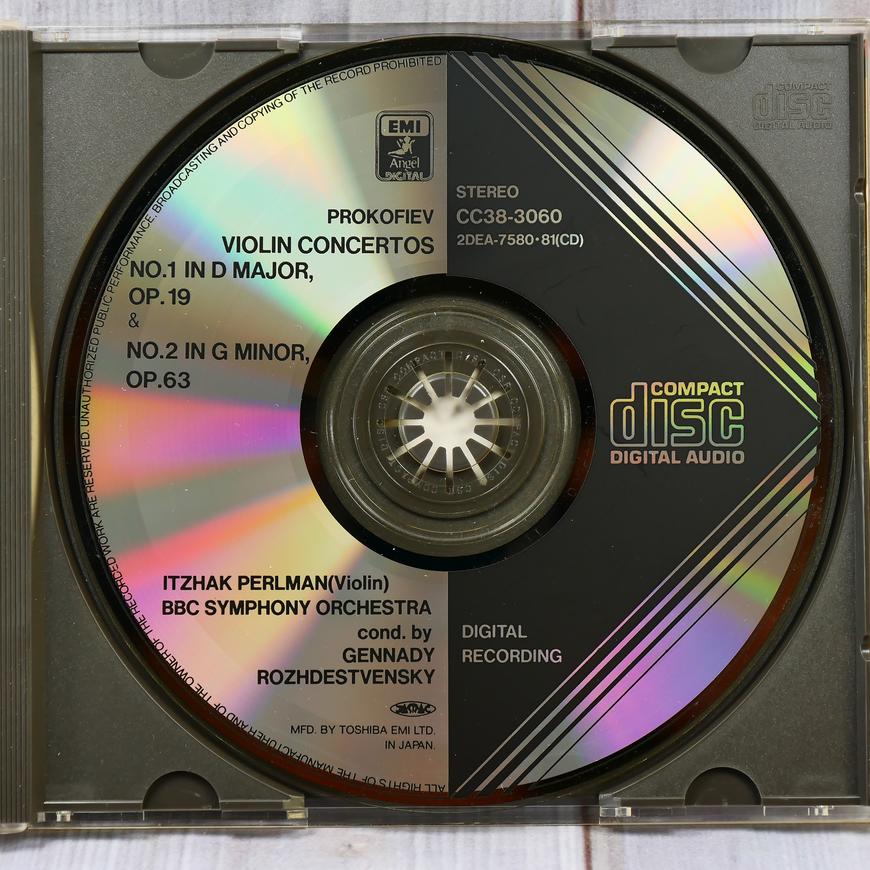 ALL RIGHTS OF THE MANUFACTURER AND OF THE OWNER OF THE RECORDED WORK ARE RESERVED. UNAUTHORIZED PUBLIC PERFORMANCE. BROADCASTING AND COPYING OF THE RECORD PROHIBITED
EMI
Angel
DIGITAL
PROKOFIEV
VIOLIN CONCERTOS
NO.1 IN D MAJOR,
OP.19
&
NO.2 IN G MINOR,
OP.63
STEREO
CC38-3060
2DEA-7580·81(CD)
COMPACT
disc
DIGITAL AUDIO
COMPACT
disc
DIGITAL AUDIO
ITZHAK PERLMAN(Violin)
BBC SYMPHONY ORCHESTRA
cond. by
GENNADY
ROZHDESTVENSKY
DIGITAL
RECORDING
MFD. BY TOSHIBA EMI LTD.
IN JAPAN.